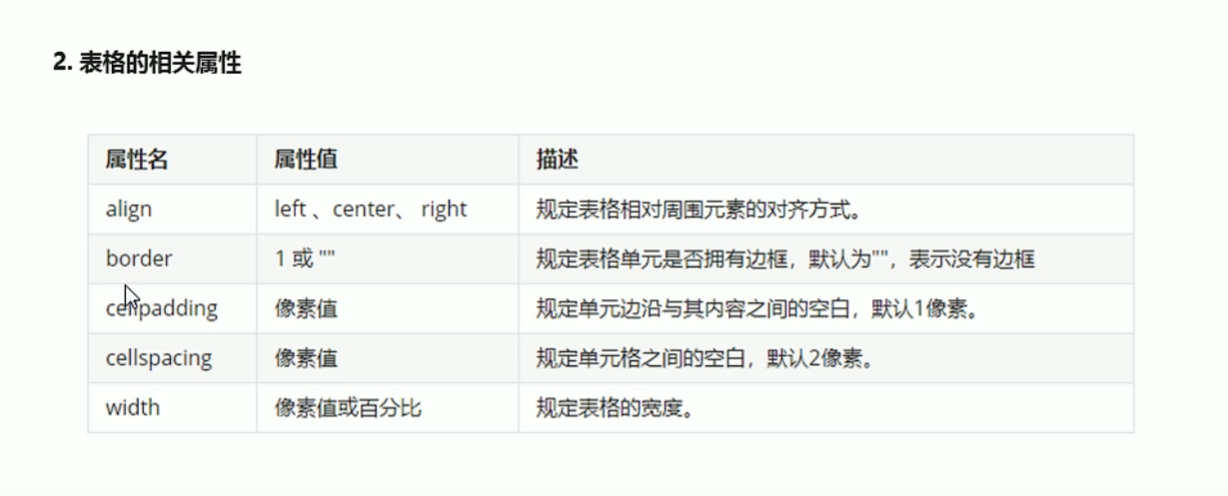 2. 表格的相关属性
属性名 属性值 描述
align left 、center、 right 规定表格相对周围元素的对齐方式。
border 1 或 "" 规定表格单元是否拥有边框，默认为""，表示没有边框
cellpadding 像素值 规定单元边沿与其内容之间的空白，默认1像素。
cellspacing 像素值 规定单元格之间的空白，默认2像素。
width 像素值或百分比 规定表格的宽度。